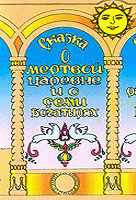 Сказка
о
мертвой
царевне
и о
семи
богатырях